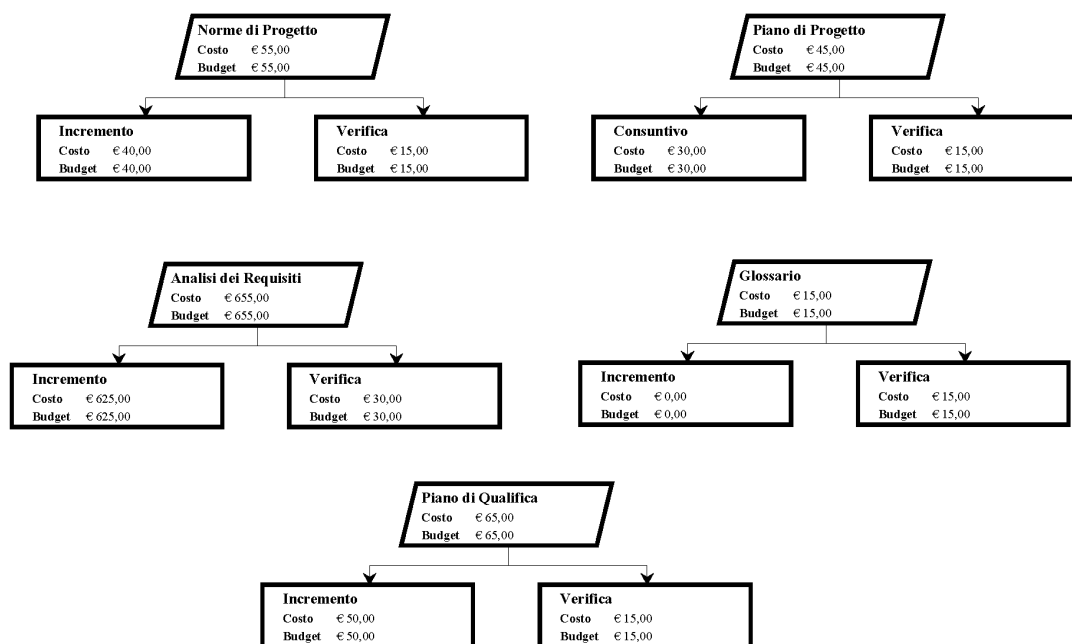 Norme di Progetto
Costo € 55,00
Budget € 55,00
Incremento
Costo € 40,00
Budget € 40,00
Verifica
Costo € 15,00
Budget € 15,00
Piano di Progetto
Costo € 45,00
Budget € 45,00
Consuntivo
Costo € 30,00
Budget € 30,00
Verifica
Costo € 15,00
Budget € 15,00
Analisi dei Requisiti
Costo € 655,00
Budget € 655,00
Incremento
Costo € 625,00
Budget € 625,00
Verifica
Costo € 30,00
Budget € 30,00
Glossario
Costo € 15,00
Budget € 15,00
Incremento
Costo € 0,00
Budget € 0,00
Verifica
Costo € 15,00
Budget € 15,00
Piano di Qualifica
Costo € 65,00
Budget € 65,00
Incremento
Costo € 50,00
Budget € 50,00
Verifica
Costo € 15,00
Budget € 15,00